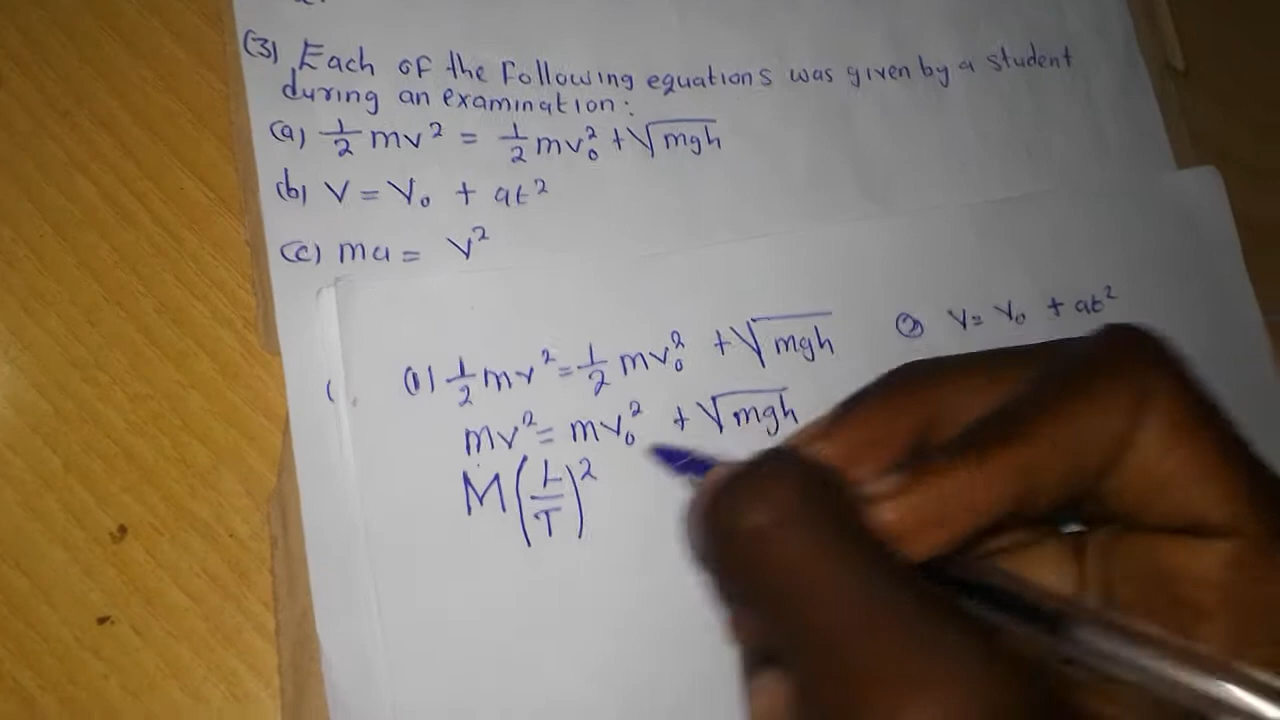 (3) Each of the following equations was given by a student
during an examination:
(a) ½ mv² = ½ mv₀² + √mgh
(b) V = V₀ + at²
(c) ma = V²
(1) ½ mv² = ½ mv₀² + √mgh
mv² = mv₀² + √mgh
M(L/T)²
② V = V₀ + at²